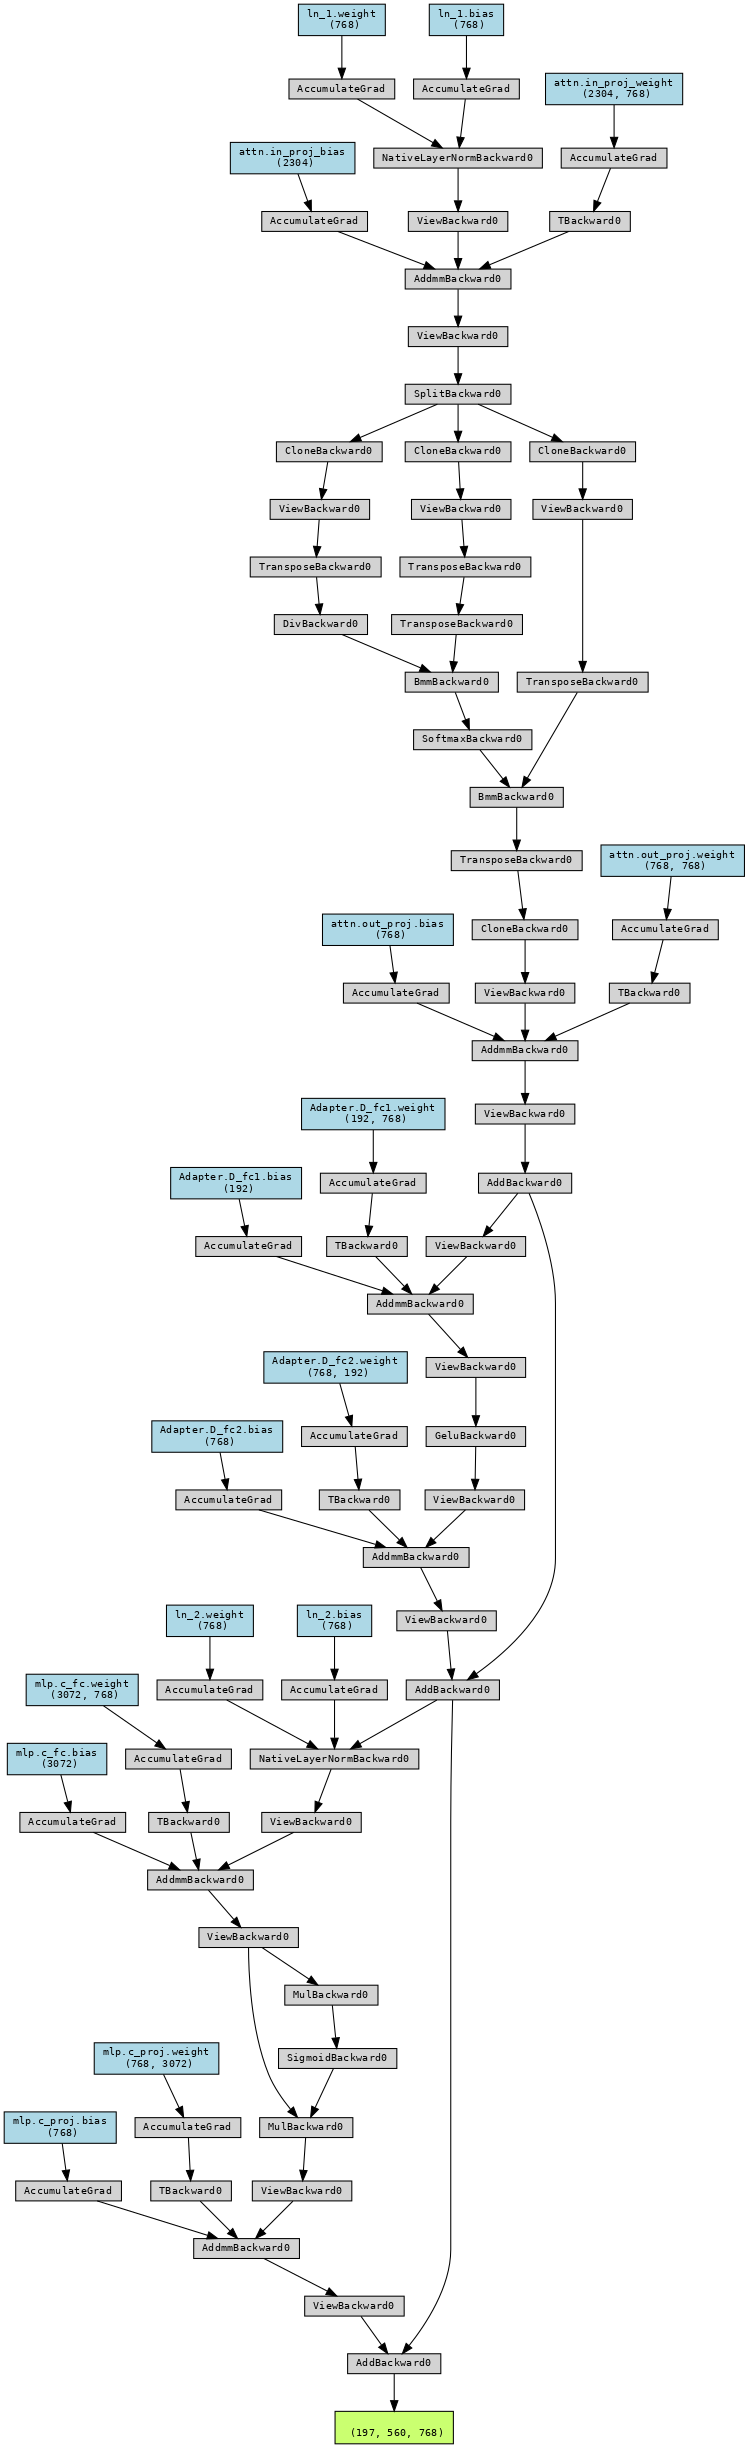 ln_1.weight
(768)
ln_1.bias
(768)
AccumulateGrad
AccumulateGrad
attn.in_proj_weight
(2304, 768)
attn.in_proj_bias
(2304)
NativeLayerNormBackward0
AccumulateGrad
AccumulateGrad
ViewBackward0
TBackward0
AddmmBackward0
ViewBackward0
SplitBackward0
CloneBackward0
CloneBackward0
CloneBackward0
ViewBackward0
ViewBackward0
ViewBackward0
TransposeBackward0
TransposeBackward0
DivBackward0
TransposeBackward0
BmmBackward0
TransposeBackward0
SoftmaxBackward0
BmmBackward0
TransposeBackward0
attn.out_proj.weight
(768, 768)
attn.out_proj.bias
(768)
CloneBackward0
AccumulateGrad
AccumulateGrad
ViewBackward0
TBackward0
AddmmBackward0
Adapter.D_fc1.weight
(192, 768)
ViewBackward0
Adapter.D_fc1.bias
(192)
AccumulateGrad
AddBackward0
AccumulateGrad
TBackward0
ViewBackward0
AddmmBackward0
Adapter.D_fc2.weight
(768, 192)
ViewBackward0
Adapter.D_fc2.bias
(768)
AccumulateGrad
GeluBackward0
AccumulateGrad
TBackward0
ViewBackward0
AddmmBackward0
ln_2.weight
(768)
ln_2.bias
(768)
ViewBackward0
mlp.c_fc.weight
(3072, 768)
AccumulateGrad
AccumulateGrad
AddBackward0
mlp.c_fc.bias
(3072)
AccumulateGrad
NativeLayerNormBackward0
AccumulateGrad
TBackward0
ViewBackward0
AddmmBackward0
ViewBackward0
MulBackward0
mlp.c_proj.weight
(768, 3072)
SigmoidBackward0
mlp.c_proj.bias
(768)
AccumulateGrad
MulBackward0
AccumulateGrad
TBackward0
ViewBackward0
AddmmBackward0
ViewBackward0
AddBackward0
(197, 560, 768)